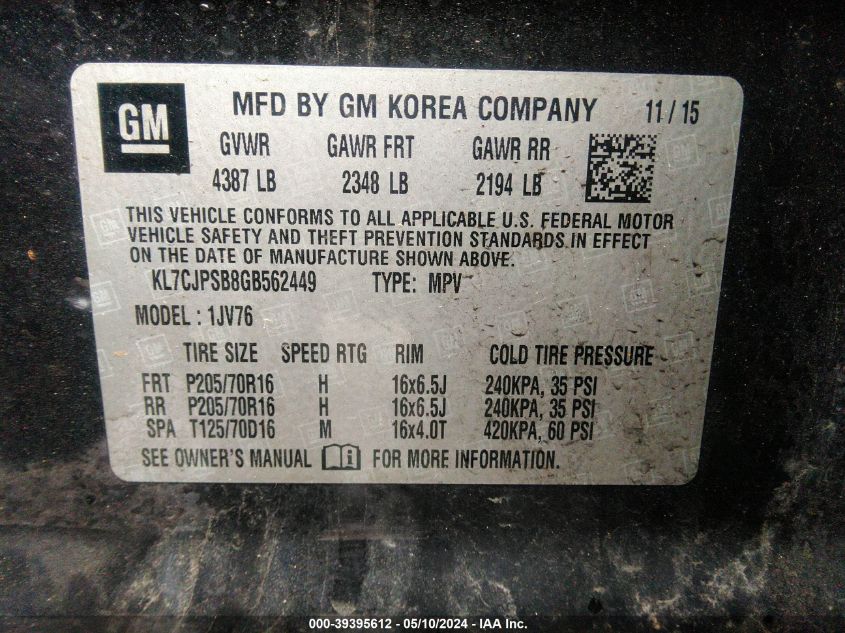 GM
MFD BY GM KOREA COMPANY 11/15
GVWR GAWR FRT GAWR RR
4387 LB 2348 LB 2194 LB
THIS VEHICLE CONFORMS TO ALL APPLICABLE U.S. FEDERAL MOTOR
VEHICLE SAFETY AND THEFT PREVENTION STANDARDS IN EFFECT
ON THE DATE OF MANUFACTURE SHOWN ABOVE.
KL7CJPSB8GB562449 TYPE: MPV
MODEL : 1JV76
TIRE SIZE SPEED RTG RIM COLD TIRE PRESSURE
FRT P205/70R16 H 16x6.5J 240KPA, 35 PSI
RR P205/70R16 H 16x6.5J 240KPA, 35 PSI
SPA T125/70D16 M 16x4.0T 420KPA, 60 PSI
SEE OWNER'S MANUAL i FOR MORE INFORMATION.
000-39395612 - 05/10/2024 - IAA Inc.